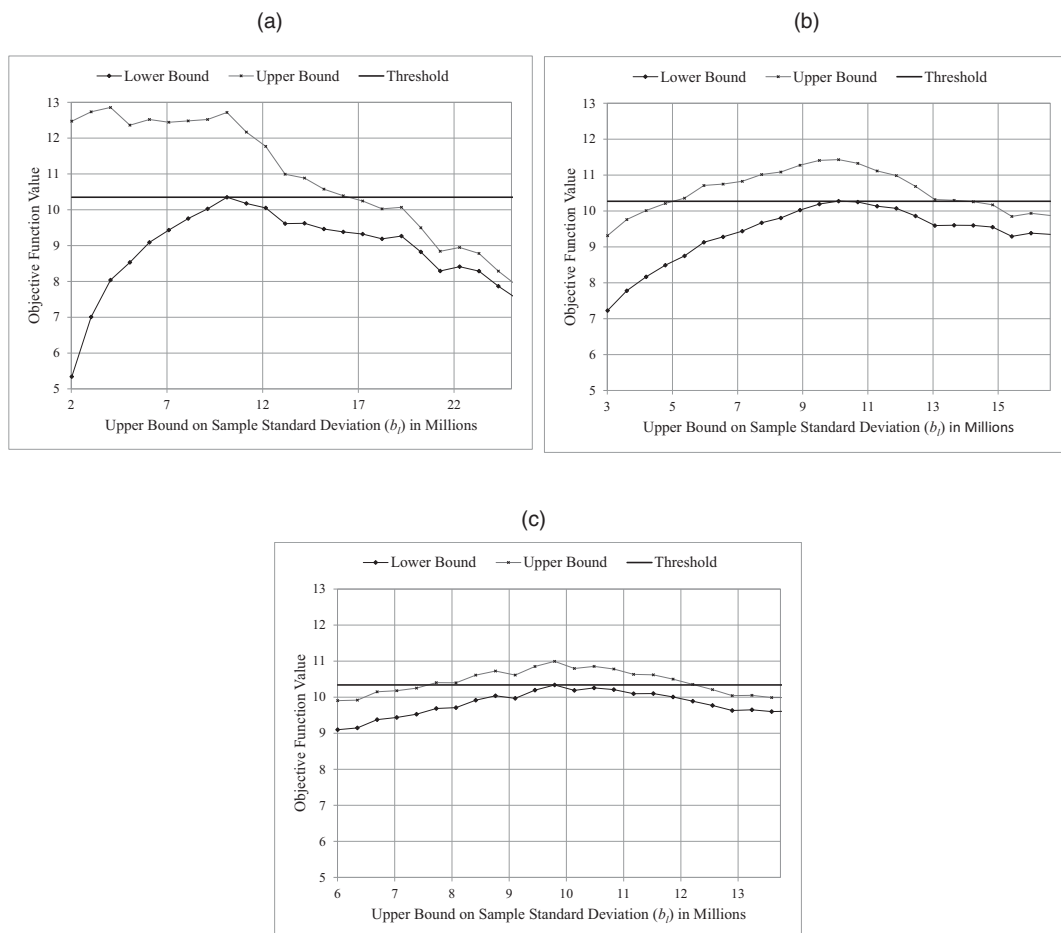 (a)
Lower Bound Upper Bound Threshold
13
12
11
10
9
8
7
6
5
Objective Function Value
2 7 12 17 22
Upper Bound on Sample Standard Deviation (bl) in Millions
(b)
Lower Bound Upper Bound Threshold
13
12
11
10
9
8
7
6
5
Objective Function Value
3 5 7 9 11 13 15
Upper Bound on Sample Standard Deviation (bl) in Millions
(c)
Lower Bound Upper Bound Threshold
13
12
11
10
9
8
7
6
5
Objective Function Value
6 7 8 9 10 11 12 13
Upper Bound on Sample Standard Deviation (bl) in Millions